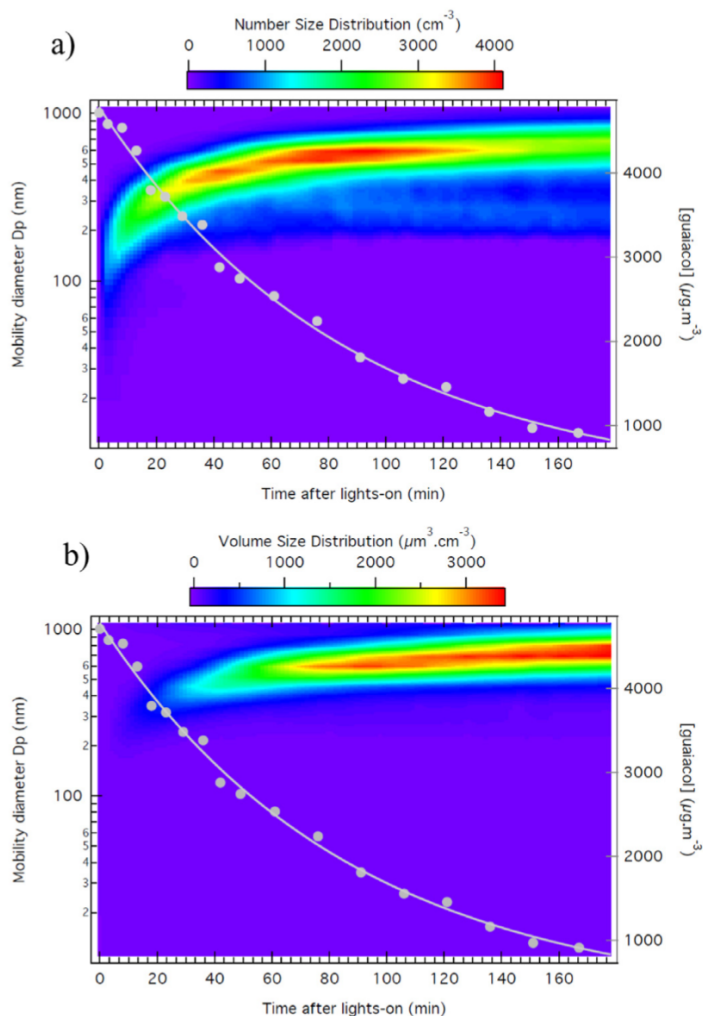 a)
Number Size Distribution (cm⁻³)
0 1000 2000 3000 4000
Mobility diameter Dp (nm)
1000
6
4
3
2
100
6
4
3
2
4000
3000
2000
1000
[guaiacol] (µg.m⁻³)
0 20 40 60 80 100 120 140 160
Time after lights-on (min)
b)
Volume Size Distribution (µm³.cm⁻³)
0 1000 2000 3000
Mobility diameter Dp (nm)
1000
6
4
3
2
100
6
4
3
2
4000
3000
2000
1000
[guaiacol] (µg.m⁻³)
0 20 40 60 80 100 120 140 160
Time after lights-on (min)